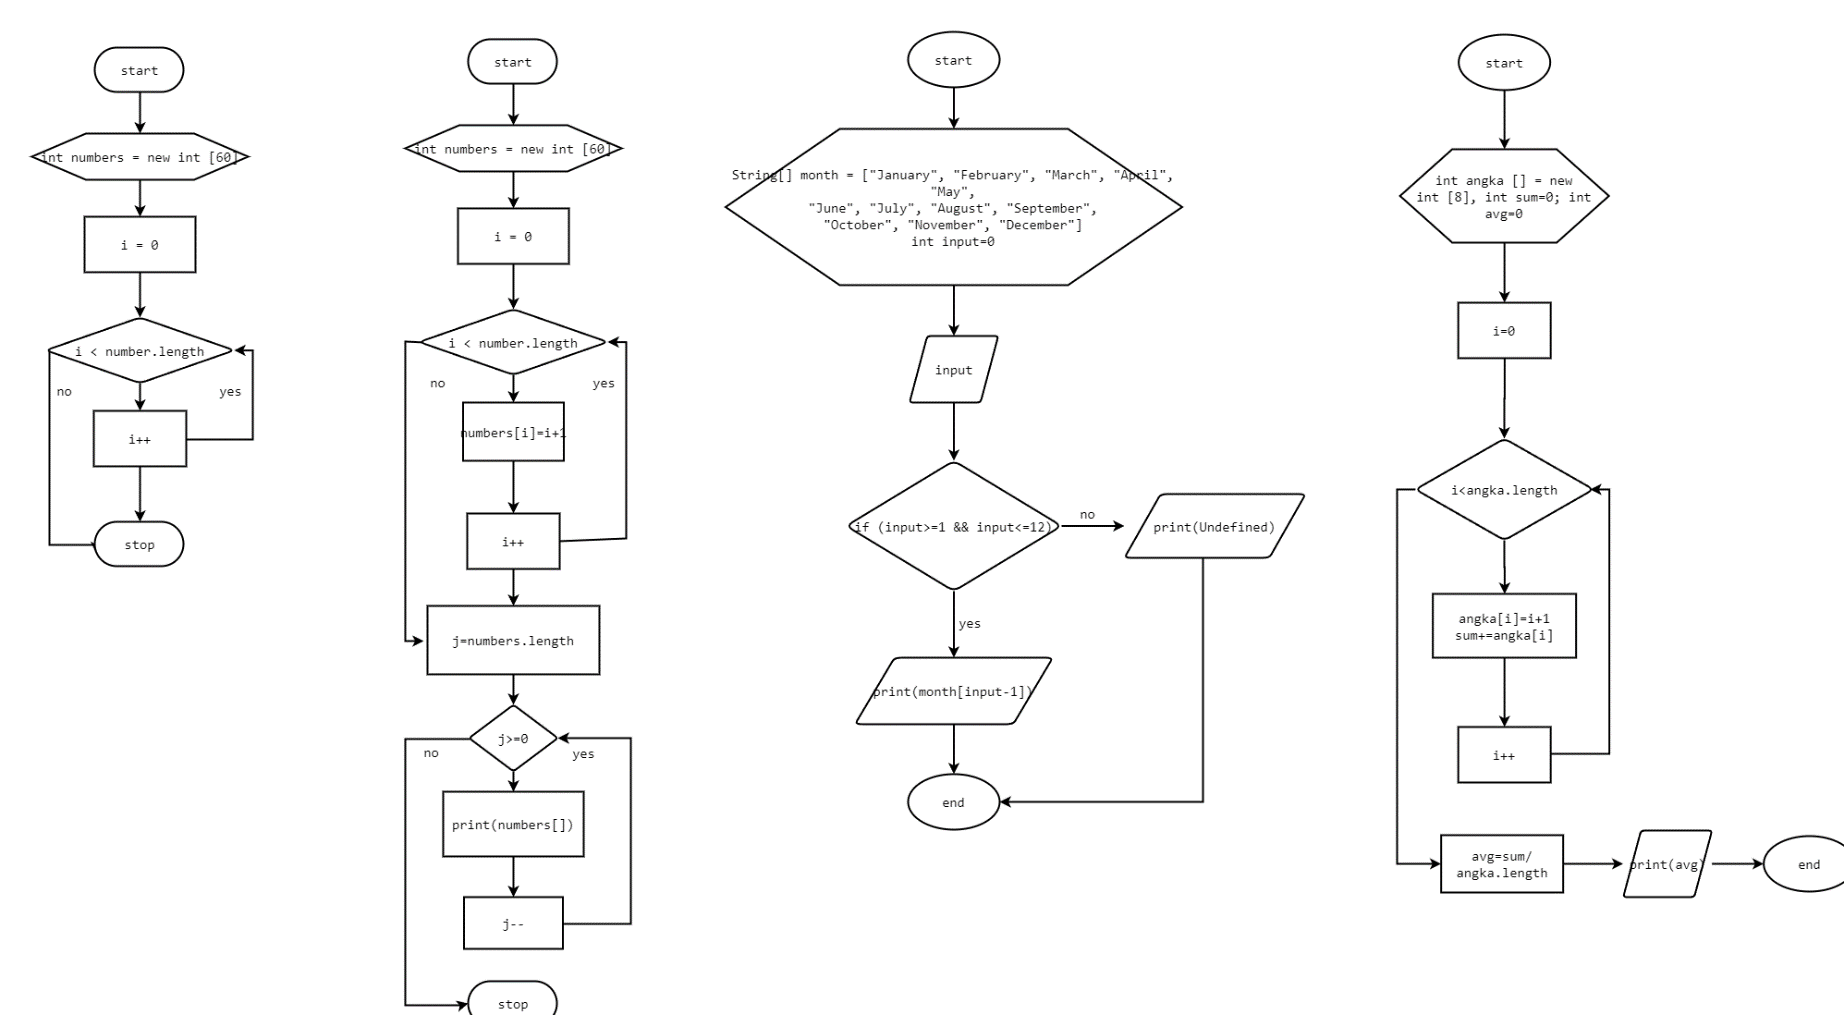 start
int numbers = new int [60]
i = 0
i < number.length
no
yes
i++
stop
start
int numbers = new int [60]
i = 0
i < number.length
no
yes
numbers[i]=i+1
i++
j=numbers.length
j>=0
no
yes
print(numbers[])
j--
stop
start
String[] month = ["January", "February", "March", "April",
"May",
"June", "July", "August", "September",
"October", "November", "December"]
int input=0
input
if (input>=1 && input<=12)
no
print(Undefined)
yes
print(month[input-1])
end
start
int angka [] = new
int [8], int sum=0; int
avg=0
i=0
i<angka.length
angka[i]=i+1
sum+=angka[i]
i++
avg=sum/
angka.length
print(avg)
end